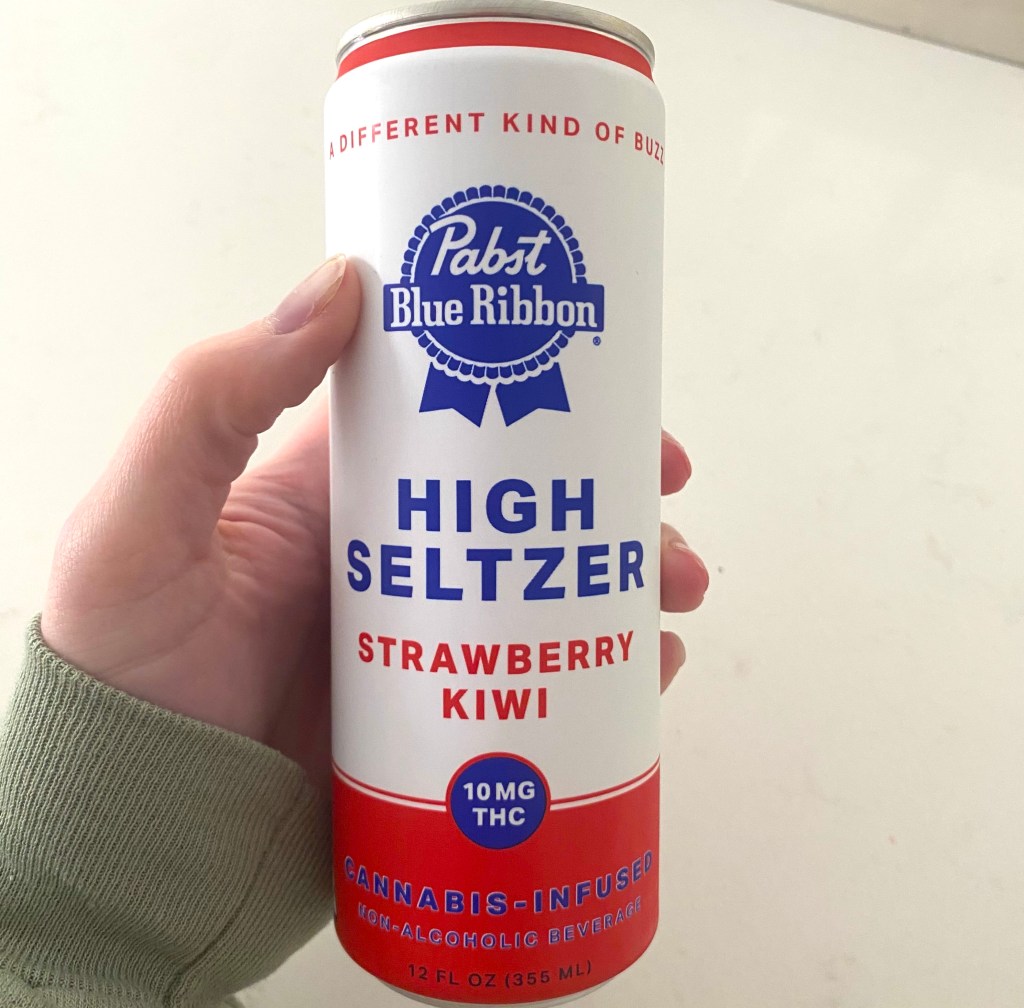 A DIFFERENT KIND OF BUZZ
Pabst
Blue Ribbon®
HIGH
SELTZER
STRAWBERRY
KIWI
10 MG
THC
CANNABIS-INFUSED
NON-ALCOHOLIC BEVERAGE
12 FL OZ (355 ML)